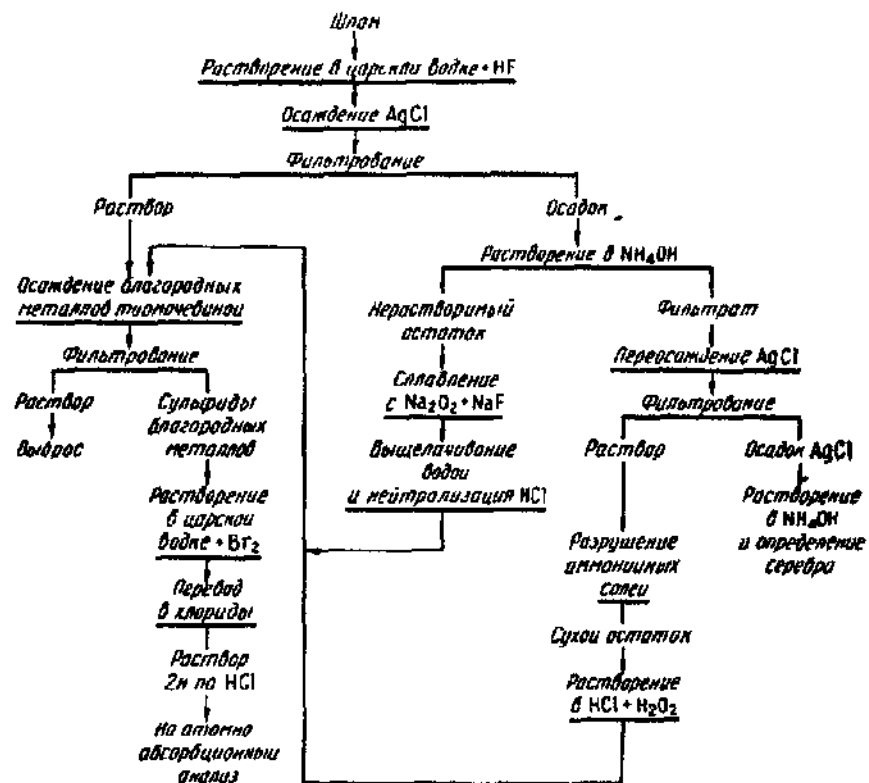 Шлам
Растворение в царской водке + HF
Осаждение AgCl
Фильтрование
Раствор
Осадок
Растворение в NH₄OH
Осаждение благородных
металлов тиомочевиной
Фильтрование
Раствор
Выброс
Сульфиды
благородных
металлов
Растворение
в царской
водке + Br₂
Перевод
в хлориды
Раствор
2н по HCl
На атомно
абсорбционный
анализ
Нерастворимый
остаток
Сплавление
с Na₂O₂ + NaF
Выщелачивание
водой
и нейтрализация HCl
Фильтрат
Переосаждение AgCl
Фильтрование
Раствор
Разрушение
аммонийных
солей
Сухой остаток
Растворение
в HCl + H₂O₂
Осадок AgCl
Растворение
в NH₄OH
и определение
серебра